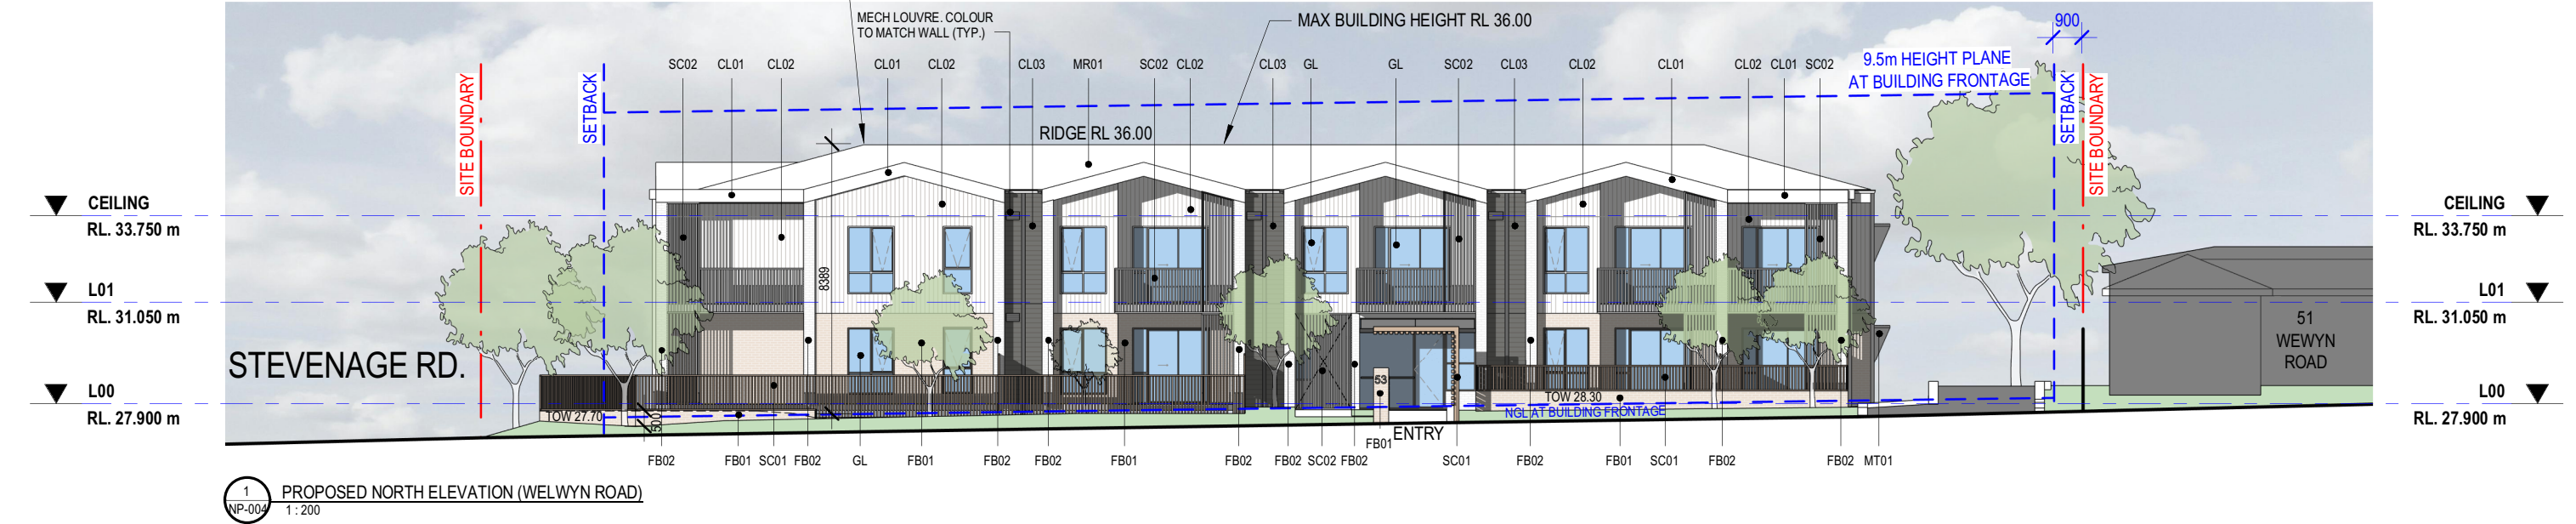 MECH LOUVRE. COLOUR
TO MATCH WALL (TYP.)
MAX BUILDING HEIGHT RL 36.00
900
9.5m HEIGHT PLANE
AT BUILDING FRONTAGE
SC02 CL01 CL02 CL01 CL02 CL03 MR01 SC02 CL02 CL03 GL GL SC02 CL03 CL02 CL01 CL02 CL01 SC02
SITE BOUNDARY
SETBACK
SETBACK
SITE BOUNDARY
RIDGE RL 36.00
CEILING
RL. 33.750 m
CEILING
RL. 33.750 m
8389
L01
RL. 31.050 m
L01
RL. 31.050 m
51
WEWYN
ROAD
STEVENAGE RD.
53
L00
RL. 27.900 m
L00
RL. 27.900 m
TOW 27.70
500
TOW 28.30
NGL AT BUILDING FRONTAGE
ENTRY
FB02 FB01 SC01 FB02 GL FB01 FB02 FB02 FB01 FB02 FB02 SC02 FB02 FB01 SC01 FB02 FB01 SC01 FB02 FB02 MT01
1
NP-004
PROPOSED NORTH ELEVATION (WELWYN ROAD)
1 : 200